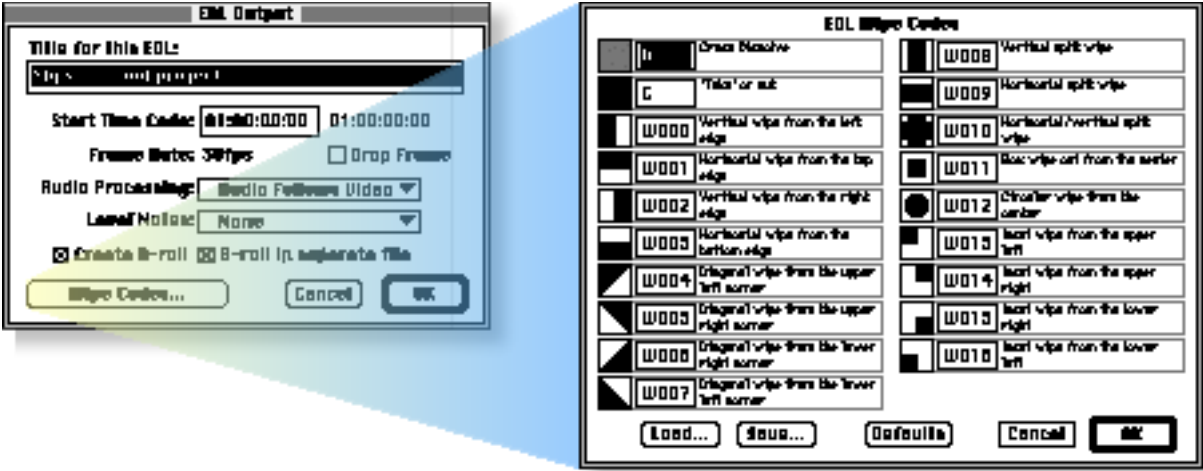 EDL Output
Title for this EDL:
Start Time Code: 01:00:00:00 01:00:00:00
Frame Rate: 30fps Drop Frame
Audio Processing: Audio Follows Video
Level Notes: None
Create B-roll B-roll in separate file
Wipe Codes... Cancel OK
EDL Wipe Codes
D Cross Dissolve
C "Take" or cut
W000 Vertical wipe from the left edge
W001 Horizontal wipe from the top edge
W002 Vertical wipe from the right edge
W003 Horizontal wipe from the bottom edge
W004 Diagonal wipe from the upper left corner
W005 Diagonal wipe from the upper right corner
W006 Diagonal wipe from the lower right corner
W007 Diagonal wipe from the lower left corner
W008 Vertical split wipe
W009 Horizontal split wipe
W010 Horizontal/vertical split wipe
W011 Box wipe out from the center
W012 Circular wipe from the center
W013 Inset wipe from the upper left
W014 Inset wipe from the upper right
W015 Inset wipe from the lower right
W016 Inset wipe from the lower left
Load... Save... Defaults Cancel OK